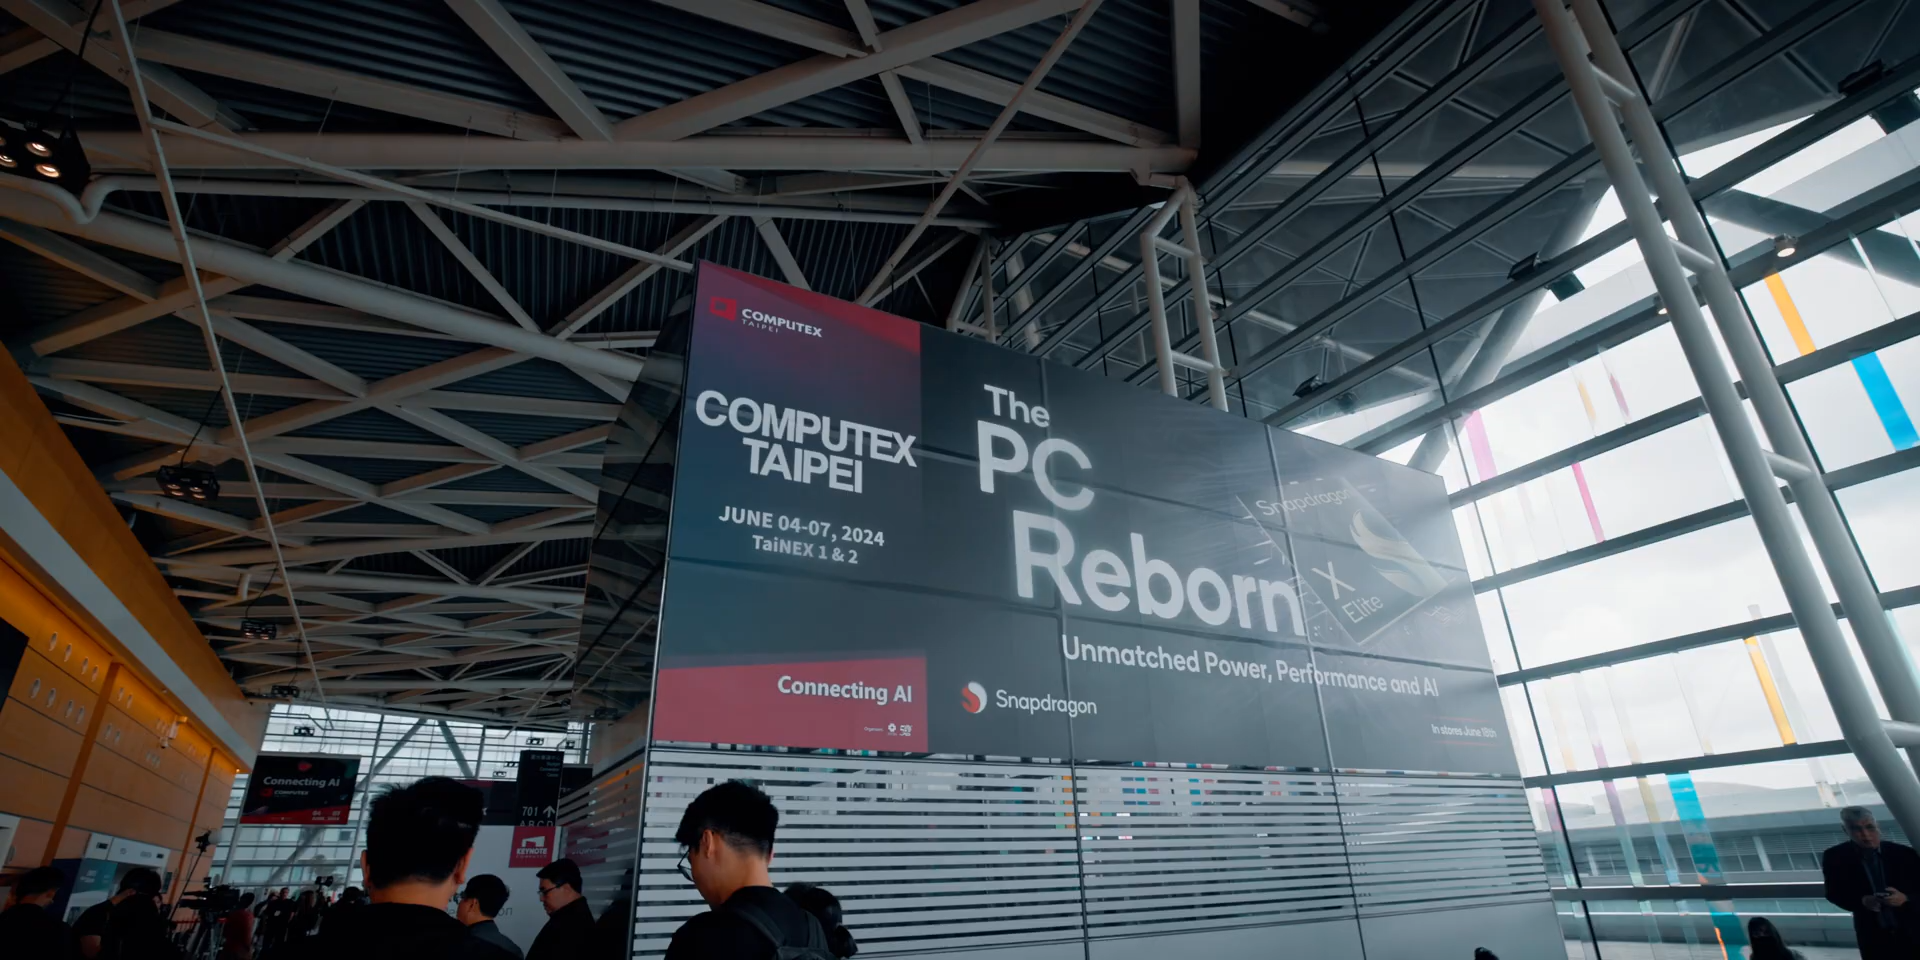 COMPUTEX
TAIPEI
COMPUTEX
TAIPEI
JUNE 04-07, 2024
TaiNEX 1 & 2
Connecting AI
The
PC
Reborn
Unmatched Power, Performance and AI
Snapdragon
In stores June 18th
Snapdragon
X
Elite
Connecting AI
COMPUTEX
701
ABCD
KEYNOTE